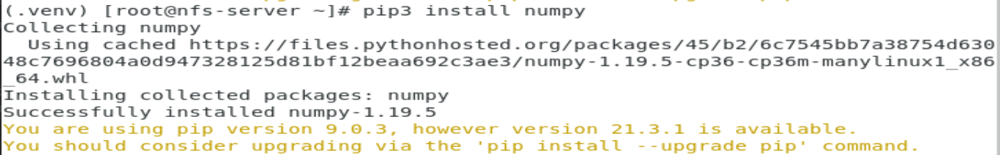 (.venv) [root@nfs-server ~]# pip3 install numpy
Collecting numpy
  Using cached https://files.pythonhosted.org/packages/45/b2/6c7545bb7a38754d630
48c7696804a0d947328125d81bf12beaa692c3ae3/numpy-1.19.5-cp36-cp36m-manylinux1_x86
_64.whl
Installing collected packages: numpy
Successfully installed numpy-1.19.5
You are using pip version 9.0.3, however version 21.3.1 is available.
You should consider upgrading via the 'pip install --upgrade pip' command.